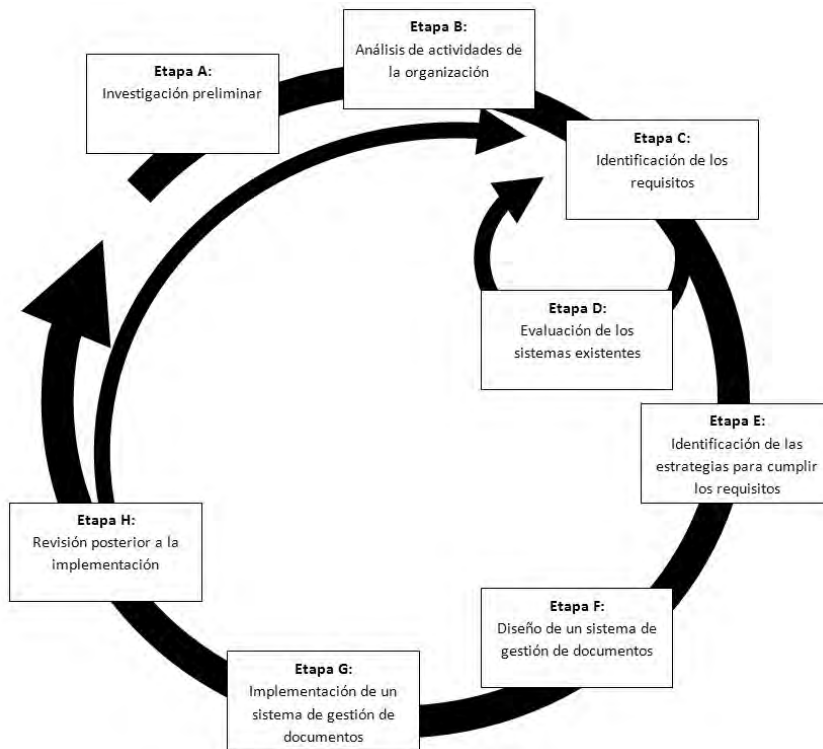 Etapa A:
Investigación preliminar
Etapa B:
Análisis de actividades de
la organización
Etapa C:
Identificación de los
requisitos
Etapa D:
Evaluación de los
sistemas existentes
Etapa E:
Identificación de las
estrategias para cumplir
los requisitos
Etapa F:
Diseño de un sistema de
gestión de documentos
Etapa G:
Implementación de un
sistema de gestión de
documentos
Etapa H:
Revisión posterior a la
implementación